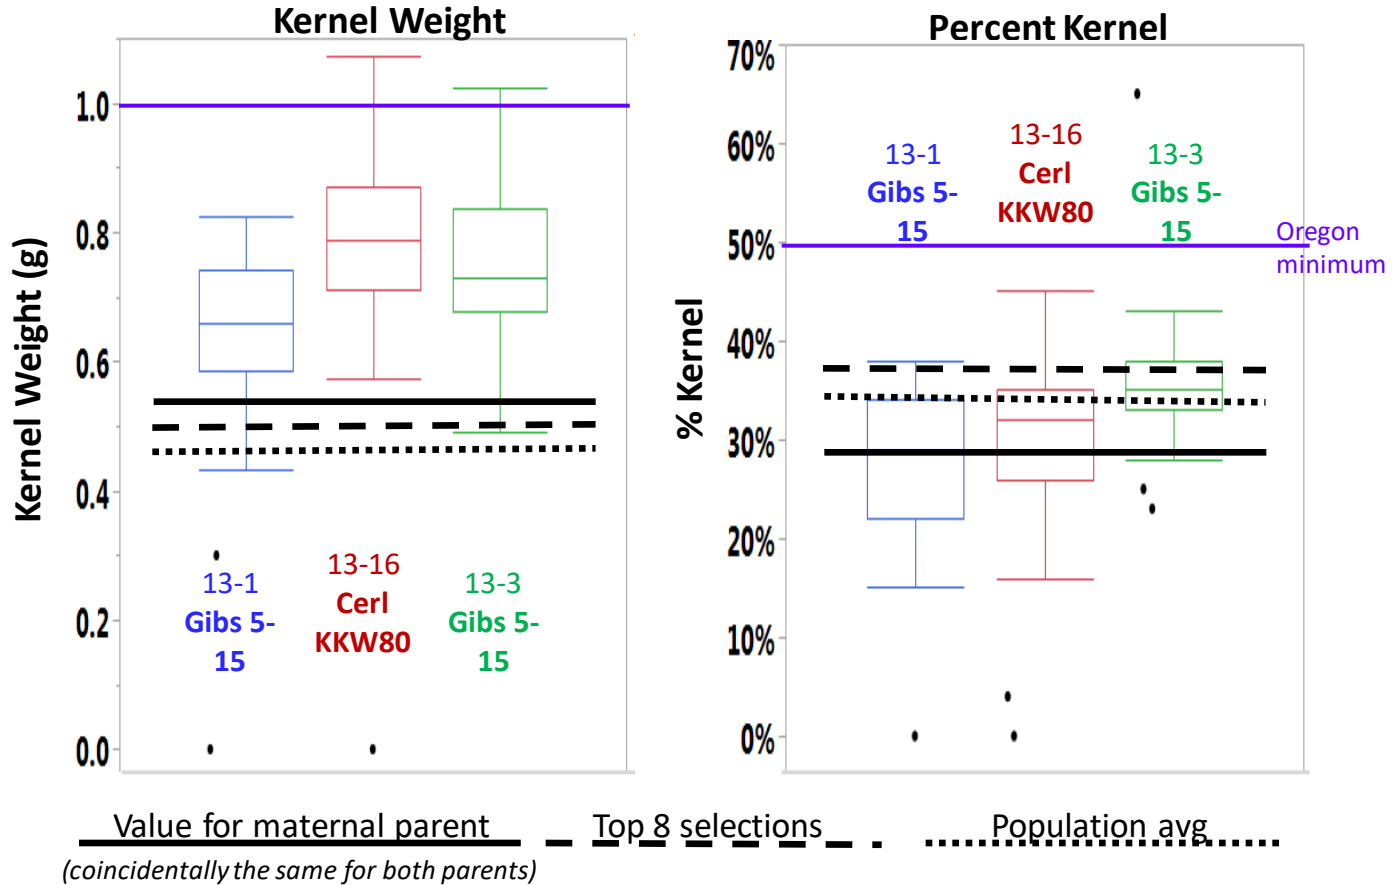 Kernel Weight
Kernel Weight (g)
1.0
0.8
0.6
0.4
0.2
0.0
13-1
Gibs 5-
15
13-16
Cerl
KKW80
13-3
Gibs 5-
15
Percent Kernel
% Kernel
70%
60%
50%
40%
30%
20%
10%
0%
13-1
Gibs 5-
15
13-16
Cerl
KKW80
13-3
Gibs 5-
15
Oregon
minimum
Value for maternal parent
(coincidentally the same for both parents)
Top 8 selections
Population avg